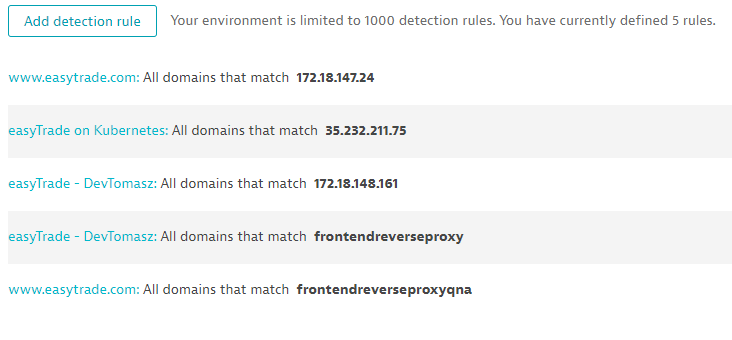 Add detection rule Your environment is limited to 1000 detection rules. You have currently defined 5 rules.
www.easytrade.com: All domains that match 172.18.147.24
easyTrade on Kubernetes: All domains that match 35.232.211.75
easyTrade - DevTomasz: All domains that match 172.18.148.161
easyTrade - DevTomasz: All domains that match frontendreverseproxy
www.easytrade.com: All domains that match frontendreverseproxyqna